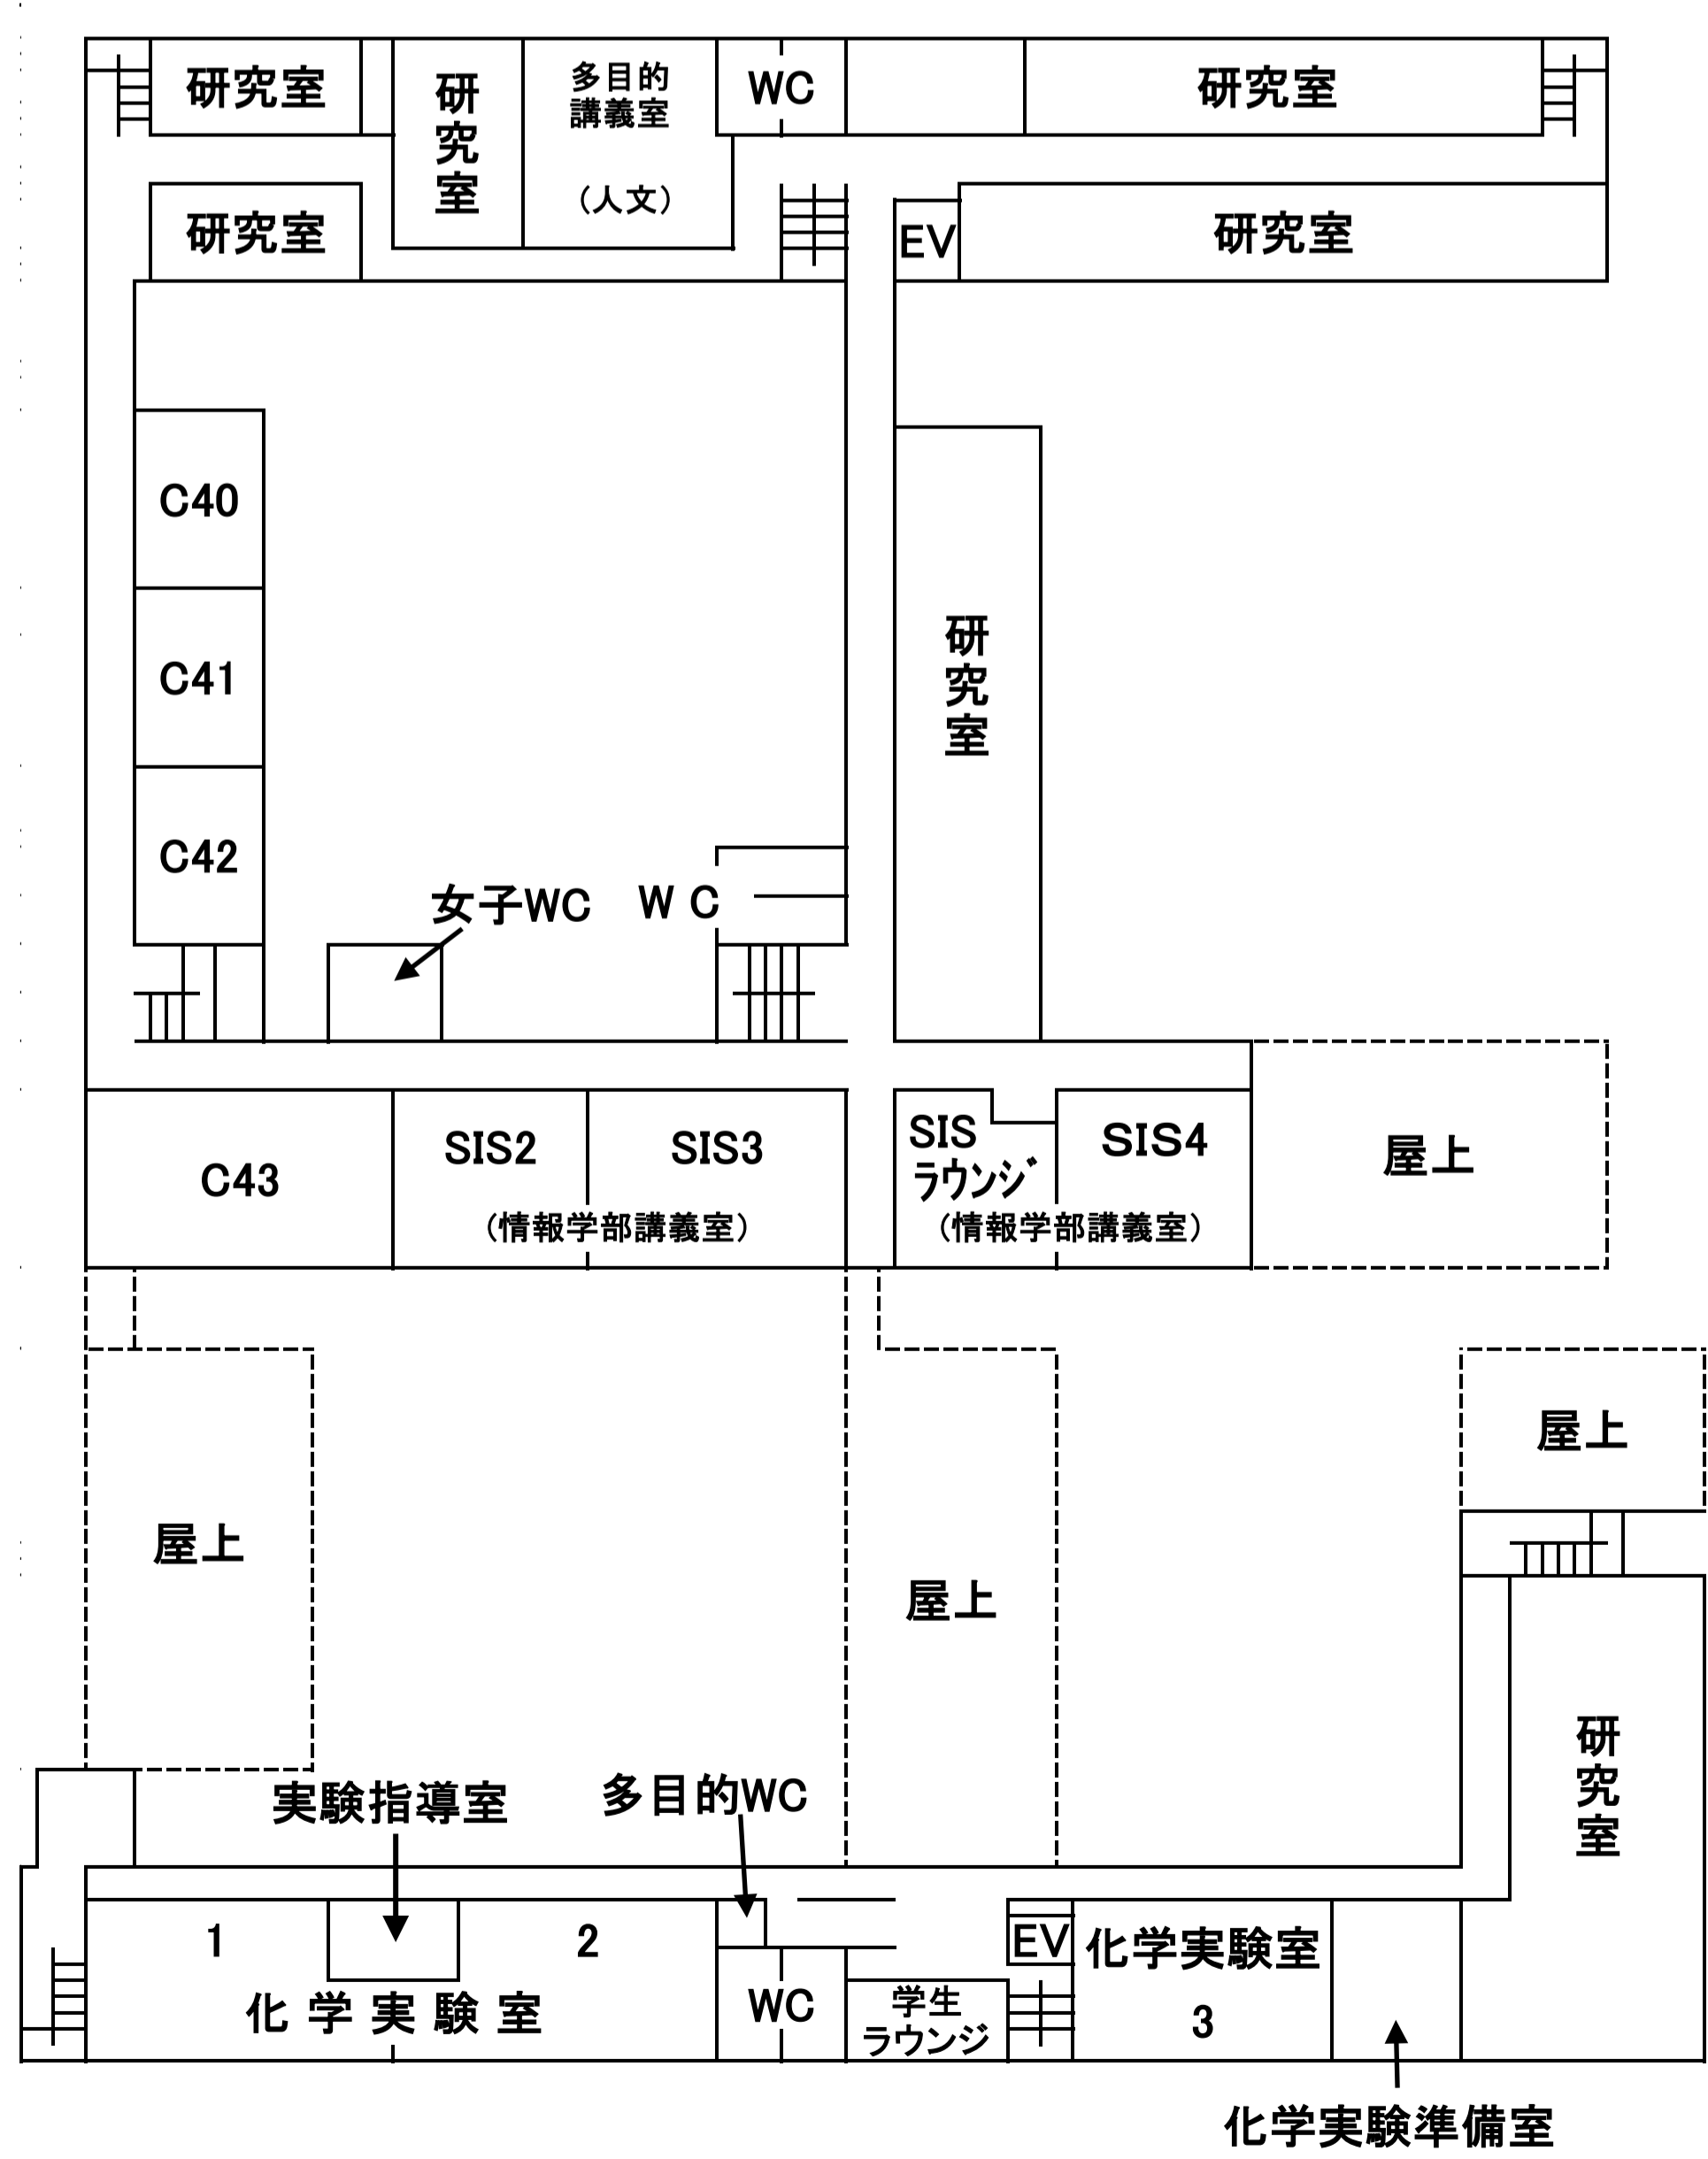 研究室
研究室
多目的
講義室
(人文)
WC
研究室
研究室
EV
研究室
C40
C41
C42
研究室
女子WC
W C
C43
SIS2
SIS3
(情報学部講義室)
SIS
ラウンジ
SIS4
(情報学部講義室)
屋上
屋上
屋上
屋上
研究室
実験指導室
多目的WC
1
2
化 学 実 験 室
WC
学生
ラウンジ
EV
化学実験室
3
化学実験準備室